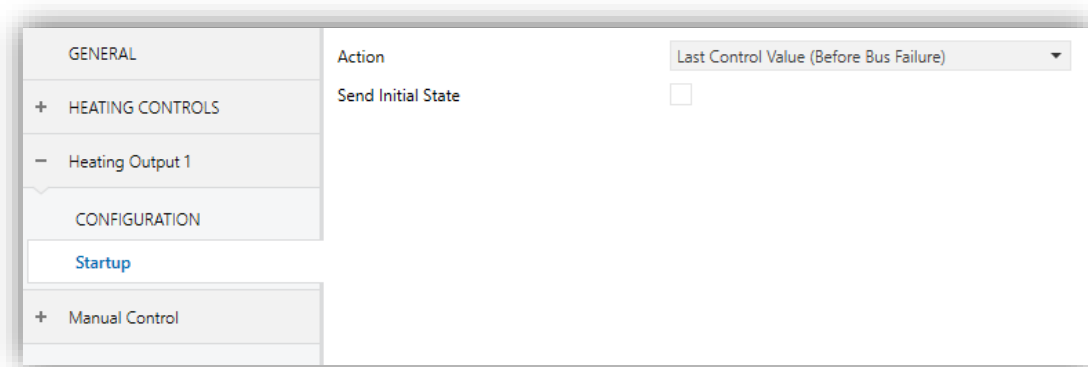 GENERAL
+ HEATING CONTROLS
− Heating Output 1
CONFIGURATION
Startup
+ Manual Control
Action Last Control Value (Before Bus Failure)
Send Initial State